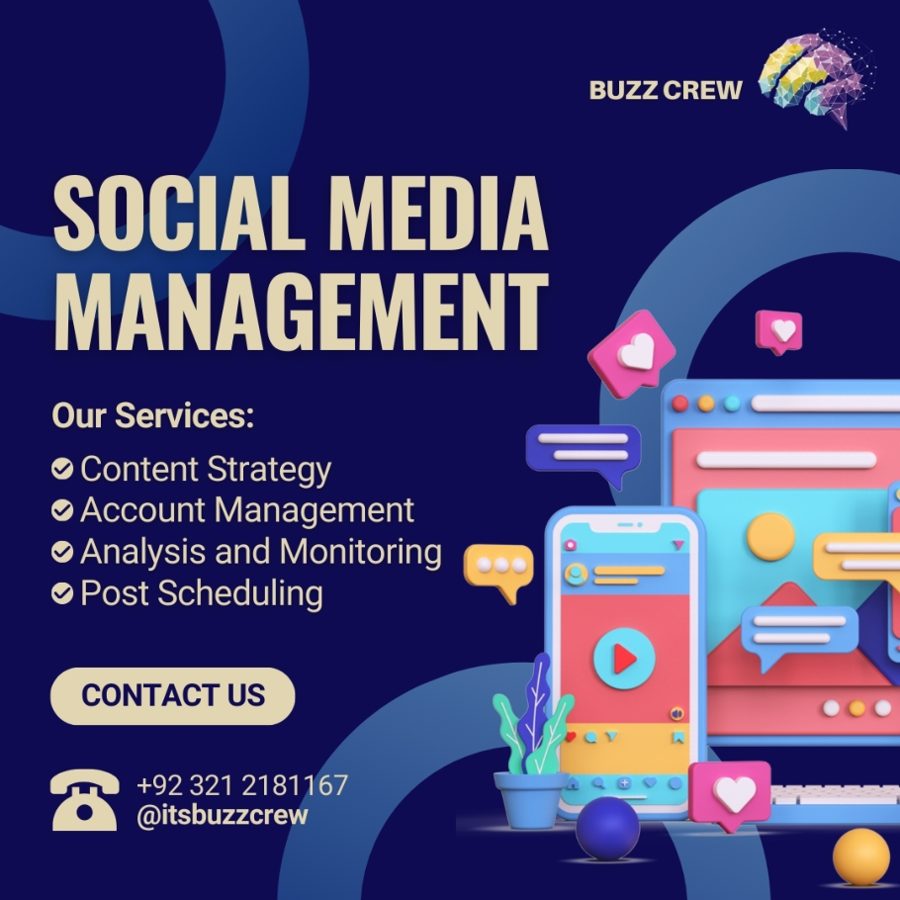 BUZZ CREW
SOCIAL MEDIA
MANAGEMENT
Our Services:
Content Strategy
Account Management
Analysis and Monitoring
Post Scheduling
CONTACT US
+92 321 2181167
@itsbuzzcrew